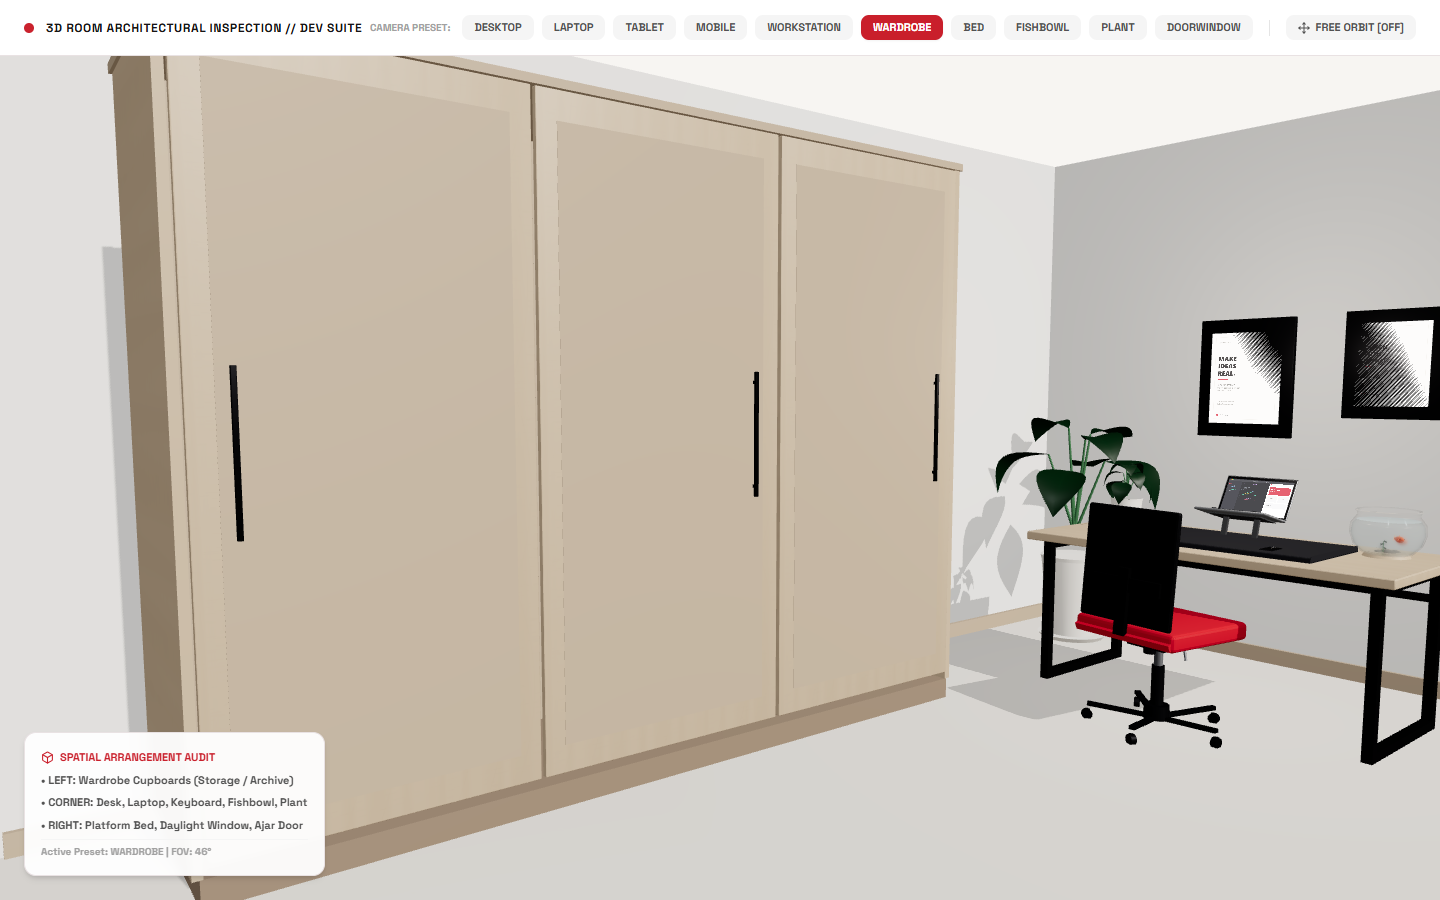 3D ROOM ARCHITECTURAL INSPECTION // DEV SUITE
CAMERA PRESET:
DESKTOP
LAPTOP
TABLET
MOBILE
WORKSTATION
WARDROBE
BED
FISHBOWL
PLANT
DOORWINDOW
FREE ORBIT [OFF]
MAKE
IDEAS
REAL.
SPATIAL ARRANGEMENT AUDIT
• LEFT: Wardrobe Cupboards (Storage / Archive)
• CORNER: Desk, Laptop, Keyboard, Fishbowl, Plant
• RIGHT: Platform Bed, Daylight Window, Ajar Door
Active Preset: WARDROBE | FOV: 46°